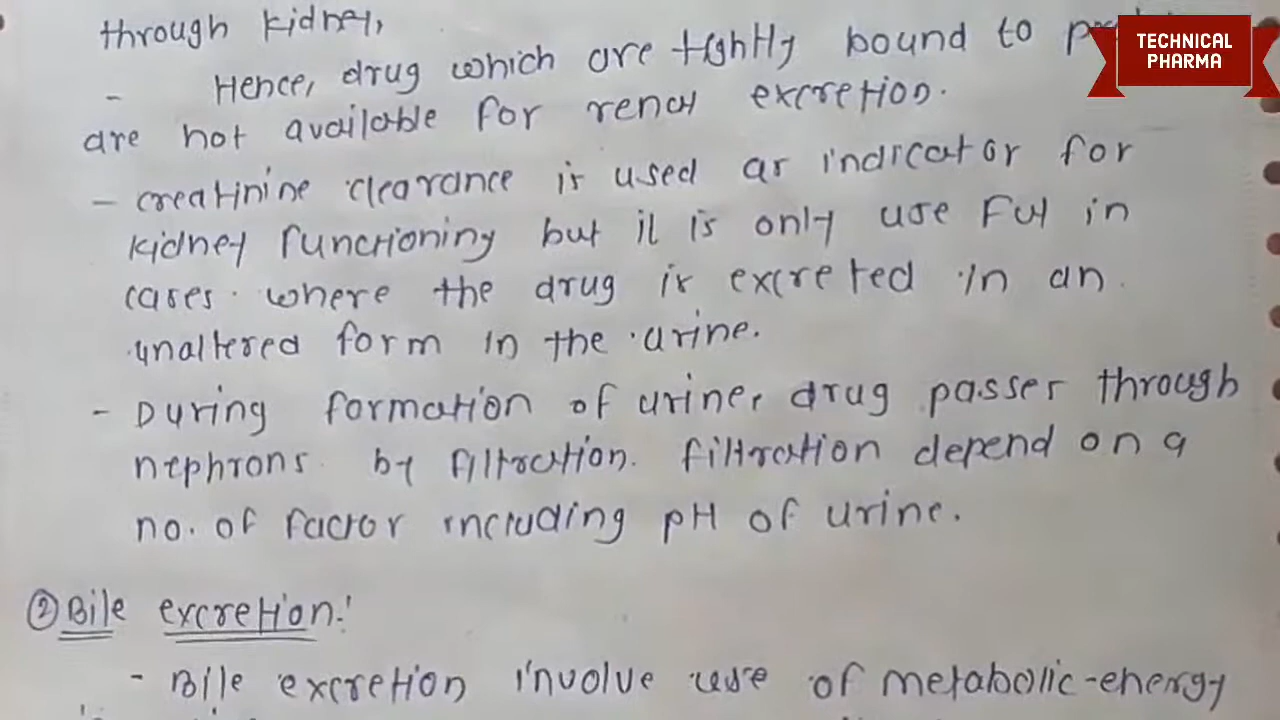 through kidney,
- Hence, drug which are tightly bound to
are not available for renal excretion.
- creatinine clearance is used as indicator for
kidney functioning but it is only use ful in
cases where the drug is excreted in an
unaltered form in the urine.
- During formation of urine, drug passes through
nephrons by filtration. filtration depend on a
no. of factor including pH of urine.
② Bile excretion:
- Bile excretion involve use of metabolic-energy
TECHNICAL
PHARMA